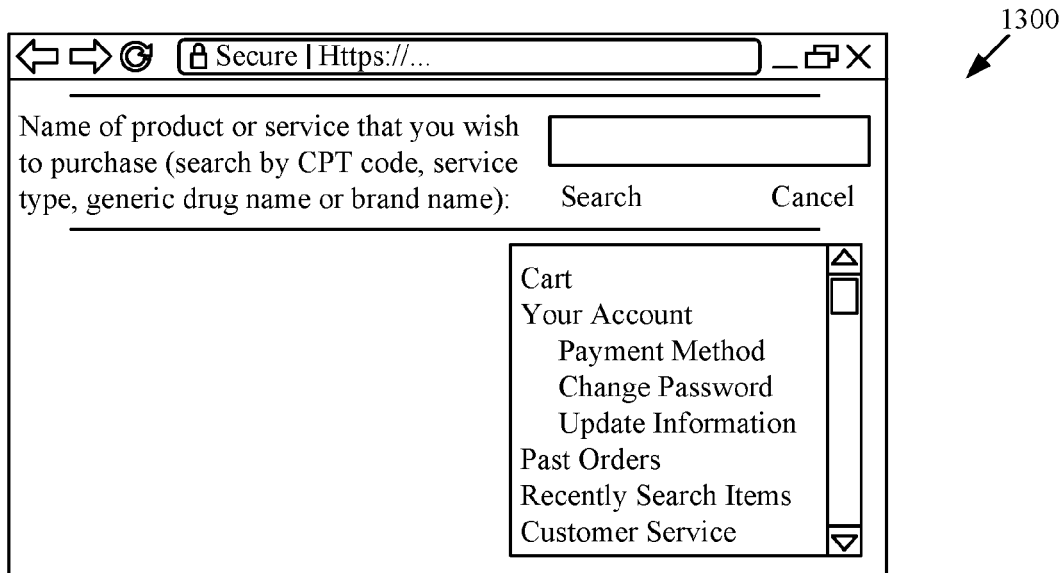 1300
Secure | Https://...
Name of product or service that you wish
to purchase (search by CPT code, service
type, generic drug name or brand name):
Search Cancel
Cart
Your Account
Payment Method
Change Password
Update Information
Past Orders
Recently Search Items
Customer Service